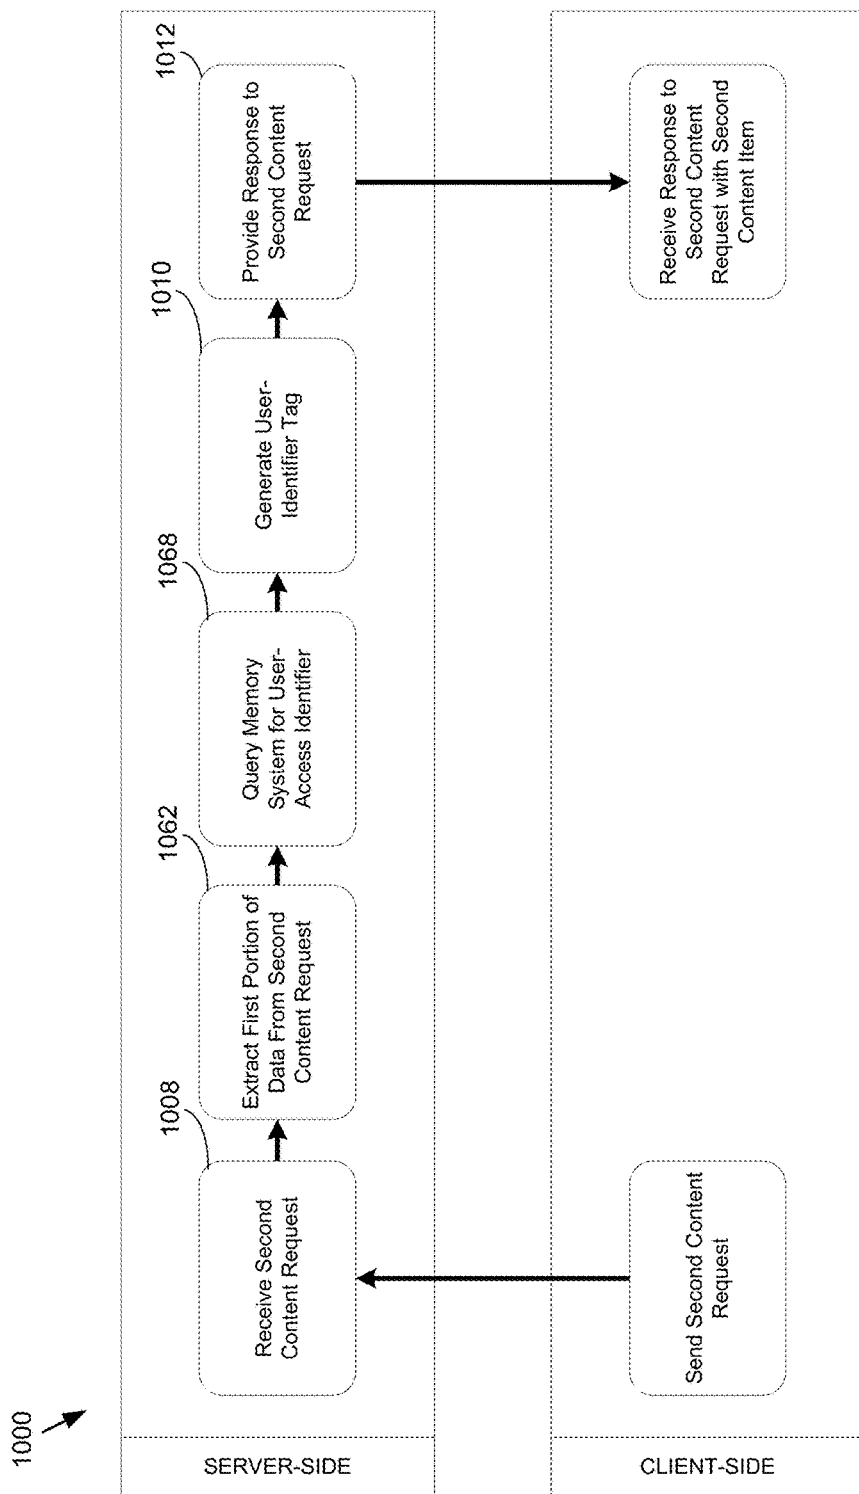 1000
SERVER-SIDE
1008
Receive Second
Content Request
1062
Extract First Portion of
Data From Second
Content Request
1068
Query Memory
System for User-
Access Identifier
1010
Generate User-
Identifier Tag
1012
Provide Response to
Second Content
Request
CLIENT-SIDE
Send Second Content
Request
Receive Response to
Second Content
Request with Second
Content Item